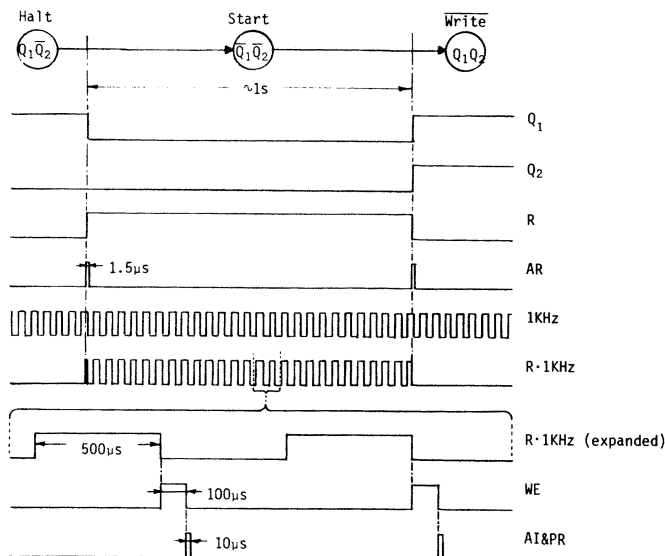 Halt Start W̅r̅i̅t̅e̅
Q₁Q̅₂ Q̅₁Q̅₂ Q₁Q₂
~1s
Q₁
Q₂
R
1.5µs AR
1KHz
R·1KHz
500µs R·1KHz (expanded)
100µs WE
10µs AI&PR